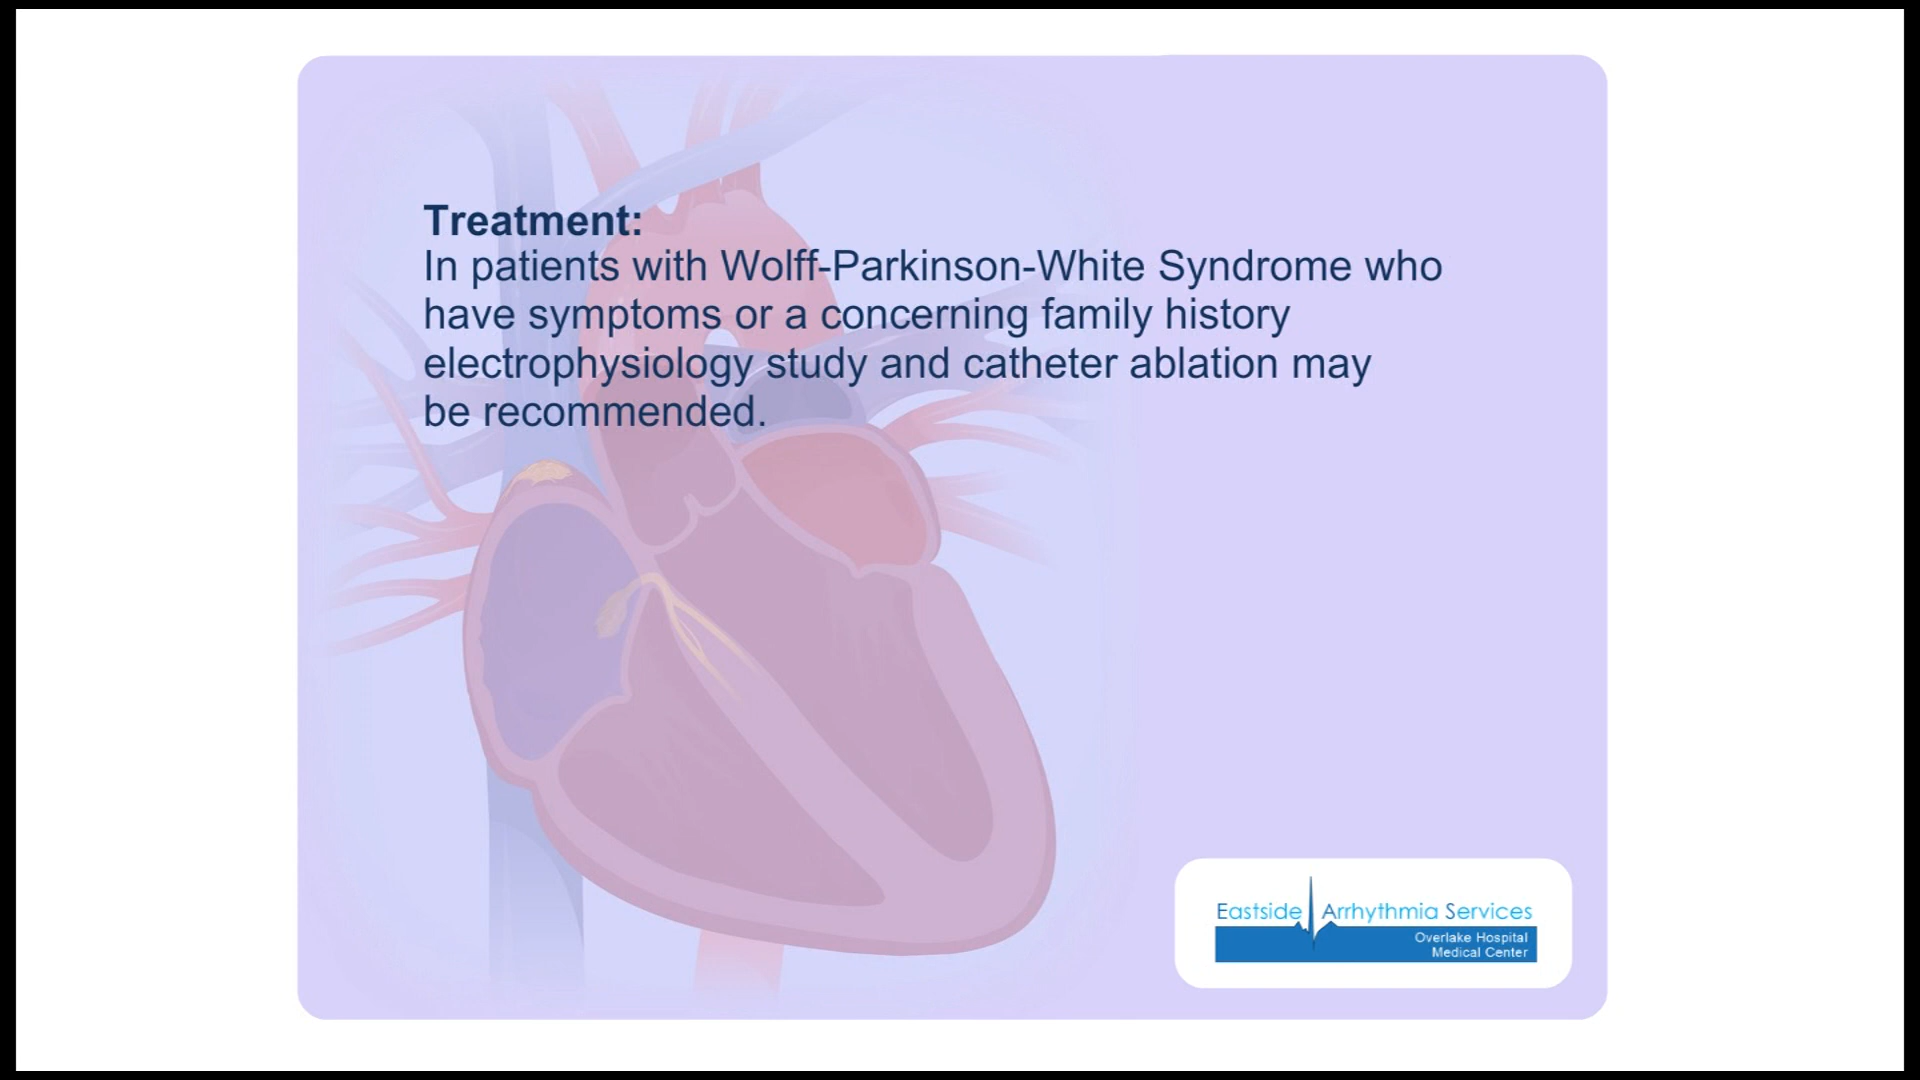 Treatment:
In patients with Wolff-Parkinson-White Syndrome who
have symptoms or a concerning family history
electrophysiology study and catheter ablation may
be recommended.
Eastside Arrhythmia Services
Overlake Hospital
Medical Center